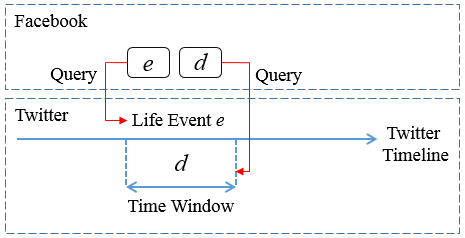 Facebook
e d
Query Query
Twitter
Life Event e
Twitter
Timeline
d
Time Window